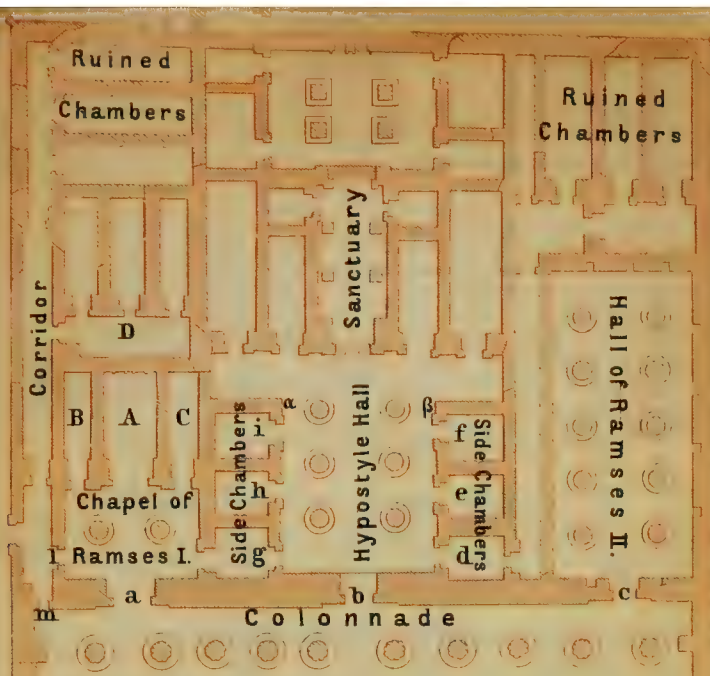 Ruined
Chambers
Ruined
Chambers
Sanctuary
Corridor
D
Hall of Ramses II.
B A C
α
β
Hypostyle Hall
Side Chambers
i
h
g
Side Chambers
f
e
d
Chapel of
Ramses I.
l
m
a
b
c
Colonnade